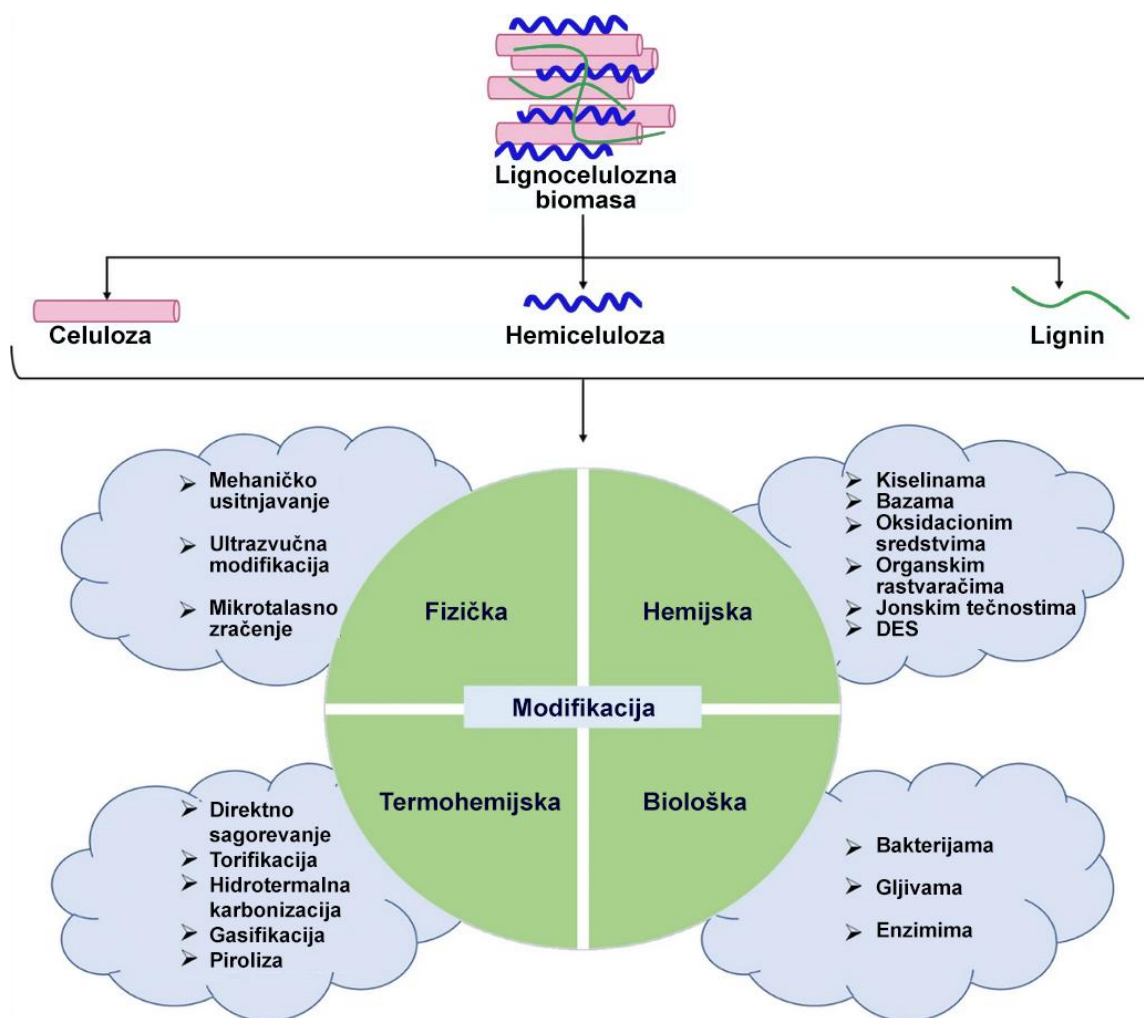 Lignocelulozna
biomasa
Celuloza
Hemiceluloza
Lignin
Mehaničko
usitnjavanje
Ultrazvučna
modifikacija
Mikrotalasno
zračenje
Kiselinama
Bazama
Oksidacionim
sredstvima
Organskim
rastvaračima
Jonskim tečnostima
DES
Fizička
Hemijska
Modifikacija
Termohemijska
Biološka
Direktno
sagorevanje
Torifikacija
Hidrotermalna
karbonizacija
Gasifikacija
Piroliza
Bakterijama
Gljivama
Enzimima